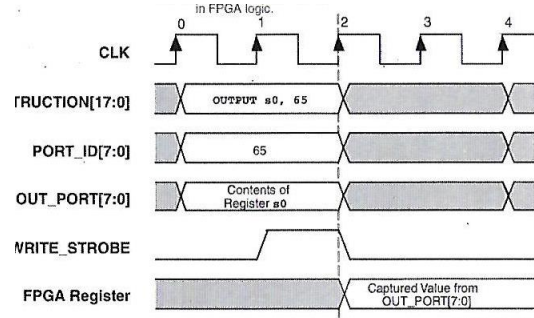 in FPGA logic.
0 1 2 3 4
CLK
TRUCTION[17:0] OUTPUT s0, 65
PORT_ID[7:0] 65
OUT_PORT[7:0] Contents of
Register s0
WRITE_STROBE
FPGA Register Captured Value from
OUT_PORT[7:0]